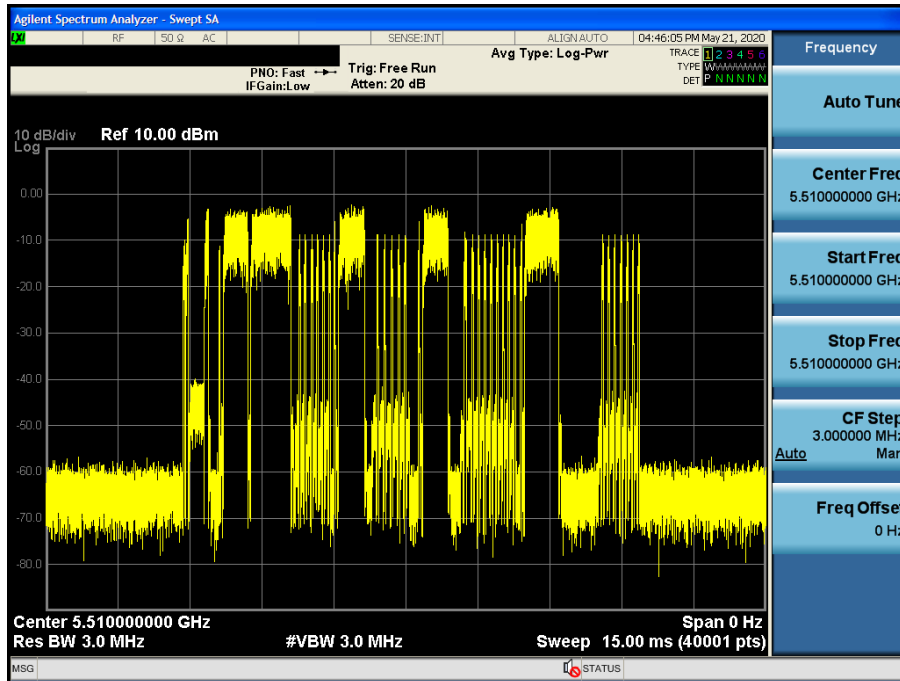 Agilent Spectrum Analyzer - Swept SA
LXI RF 50 Ω AC SENSE:INT ALIGN AUTO 04:46:05 PM May 21, 2020
PNO: Fast
IFGain:Low
Trig: Free Run
Atten: 20 dB
Avg Type: Log-Pwr
TRACE 1 2 3 4 5 6
TYPE WWWWWW
DET P N N N N N
Frequency
Auto Tune
10 dB/div Ref 10.00 dBm
Log
0.00
-10.0
-20.0
-30.0
-40.0
-50.0
-60.0
-70.0
-80.0
Center Freq
5.510000000 GHz
Start Freq
5.510000000 GHz
Stop Freq
5.510000000 GHz
CF Step
3.000000 MHz
Auto Man
Freq Offset
0 Hz
Center 5.510000000 GHz Span 0 Hz
Res BW 3.0 MHz #VBW 3.0 MHz Sweep 15.00 ms (40001 pts)
MSG STATUS